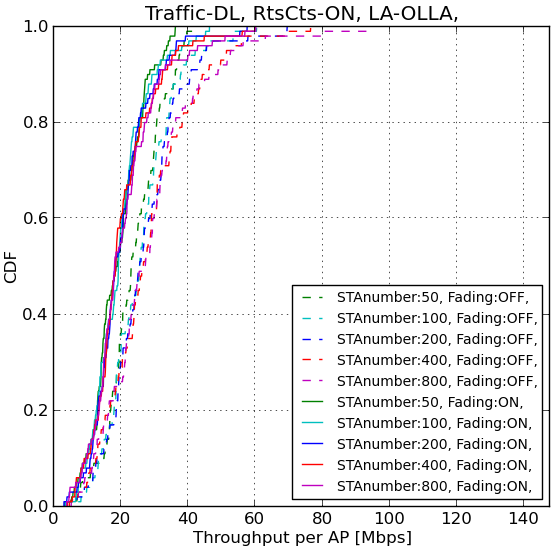 Traffic-DL, RtsCts-ON, LA-OLLA,
1.0
0.8
0.6
0.4
0.2
0.0
CDF
STAnumber:50, Fading:OFF,
STAnumber:100, Fading:OFF,
STAnumber:200, Fading:OFF,
STAnumber:400, Fading:OFF,
STAnumber:800, Fading:OFF,
STAnumber:50, Fading:ON,
STAnumber:100, Fading:ON,
STAnumber:200, Fading:ON,
STAnumber:400, Fading:ON,
STAnumber:800, Fading:ON,
0 20 40 60 80 100 120 140
Throughput per AP [Mbps]